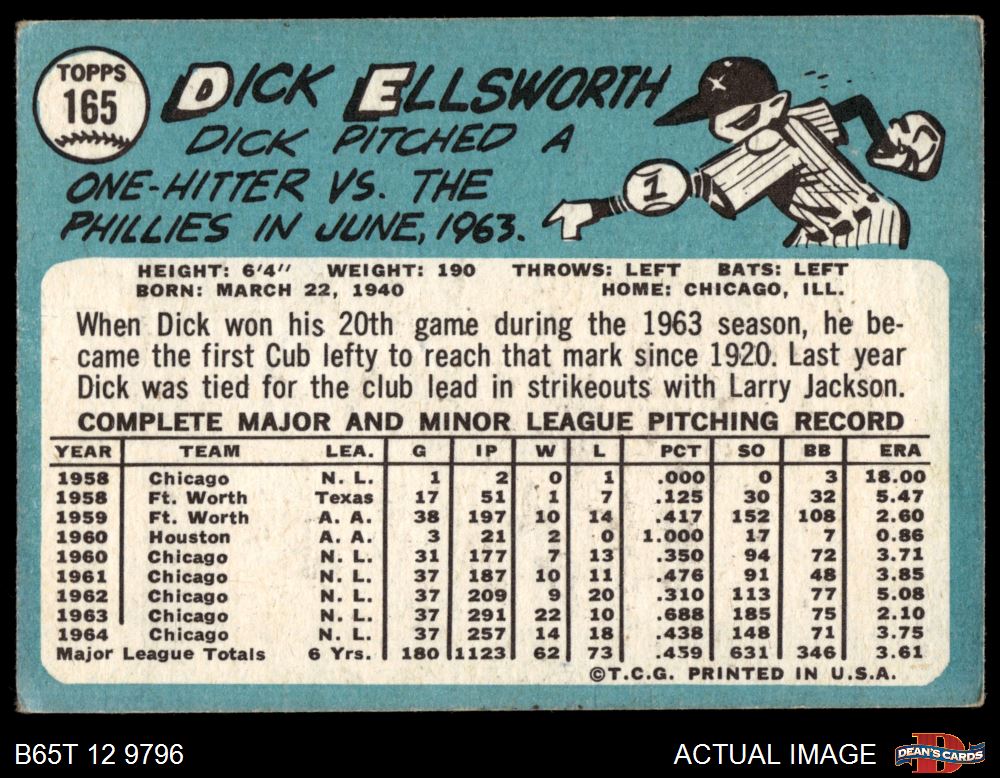 TOPPS
165
DICK ELLSWORTH
DICK PITCHED A
ONE-HITTER VS. THE
PHILLIES IN JUNE, 1963.
1
HEIGHT: 6'4" WEIGHT: 190 THROWS: LEFT BATS: LEFT
BORN: MARCH 22, 1940 HOME: CHICAGO, ILL.
When Dick won his 20th game during the 1963 season, he be-
came the first Cub lefty to reach that mark since 1920. Last year
Dick was tied for the club lead in strikeouts with Larry Jackson.
COMPLETE MAJOR AND MINOR LEAGUE PITCHING RECORD
YEAR TEAM LEA. G IP W L PCT SO BB ERA
1958 Chicago N. L. 1 2 0 1 .000 0 3 18.00
1958 Ft. Worth Texas 17 51 1 7 .125 30 32 5.47
1959 Ft. Worth A. A. 38 197 10 14 .417 152 108 2.60
1960 Houston A. A. 3 21 2 0 1.000 17 7 0.86
1960 Chicago N. L. 31 177 7 13 .350 94 72 3.71
1961 Chicago N. L. 37 187 10 11 .476 91 48 3.85
1962 Chicago N. L. 37 209 9 20 .310 113 77 5.08
1963 Chicago N. L. 37 291 22 10 .688 185 75 2.10
1964 Chicago N. L. 37 257 14 18 .438 148 71 3.75
Major League Totals 6 Yrs. 180 1123 62 73 .459 631 346 3.61
©T.C.G. PRINTED IN U.S.A.
B65T 12 9796
ACTUAL IMAGE
DEAN'S CARDS